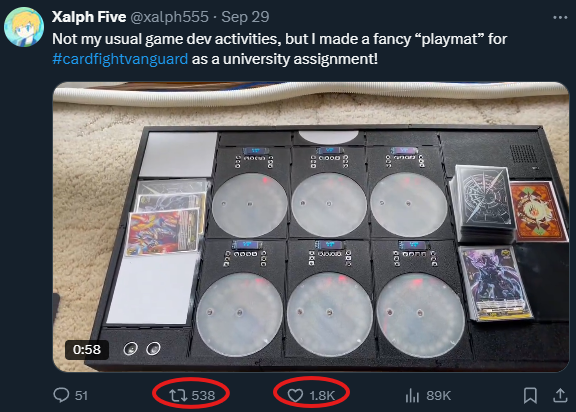 Xalph Five @xalph555 · Sep 29
Not my usual game dev activities, but I made a fancy “playmat” for
#cardfightvanguard as a university assignment!
0:58
51 538 1.8K 89K